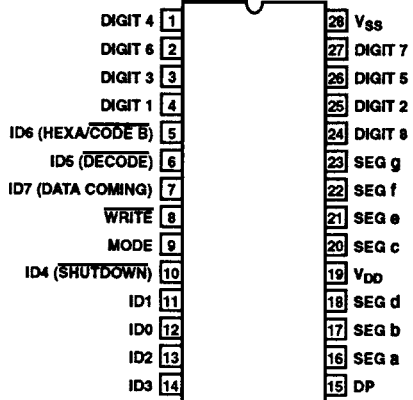 DIGIT 4 1 28 VSS
DIGIT 6 2 27 DIGIT 7
DIGIT 3 3 26 DIGIT 5
DIGIT 1 4 25 DIGIT 2
ID6 (HEXA/CODE B) 5 24 DIGIT 8
ID5 (DECODE) 6 23 SEG g
ID7 (DATA COMING) 7 22 SEG f
WRITE 8 21 SEG e
MODE 9 20 SEG c
ID4 (SHUTDOWN) 10 19 VDD
ID1 11 18 SEG d
ID0 12 17 SEG b
ID2 13 16 SEG a
ID3 14 15 DP